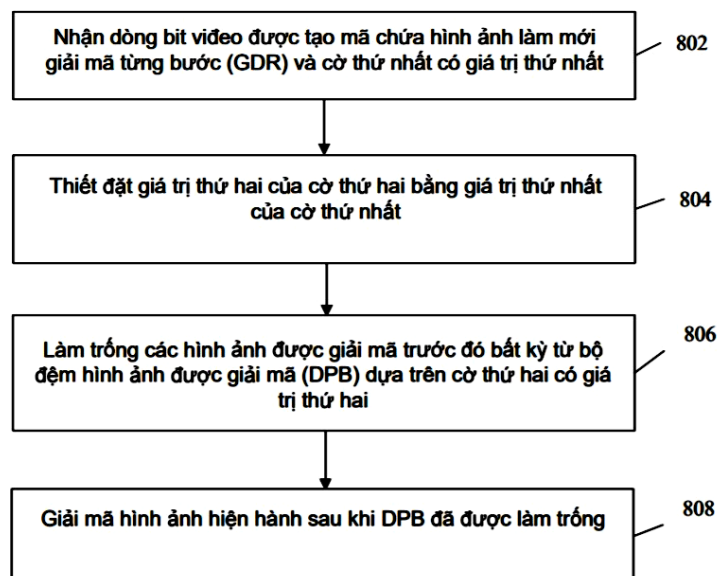 Nhận dòng bit viđeo được tạo mã chứa hình ảnh làm mới
giải mã từng bước (GDR) và cờ thứ nhất có giá trị thứ nhất
802
Thiết đặt giá trị thứ hai của cờ thứ hai bằng giá trị thứ nhất
của cờ thứ nhất
804
Làm trống các hình ảnh được giải mã trước đó bất kỳ từ bộ
đệm hình ảnh được giải mã (DPB) dựa trên cờ thứ hai có giá
trị thứ hai
806
Giải mã hình ảnh hiện hành sau khi DPB đã được làm trống
808